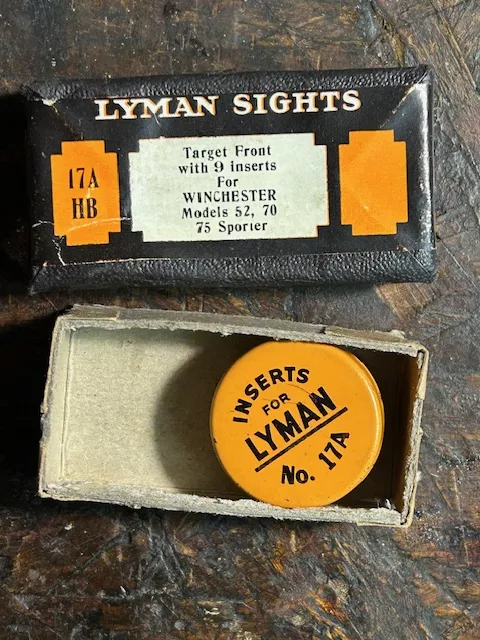 LYMAN SIGHTS
17A
HB
Target Front
with 9 inserts
For
WINCHESTER
Models 52, 70
75 Sporter
INSERTS
FOR
LYMAN
No. 17A